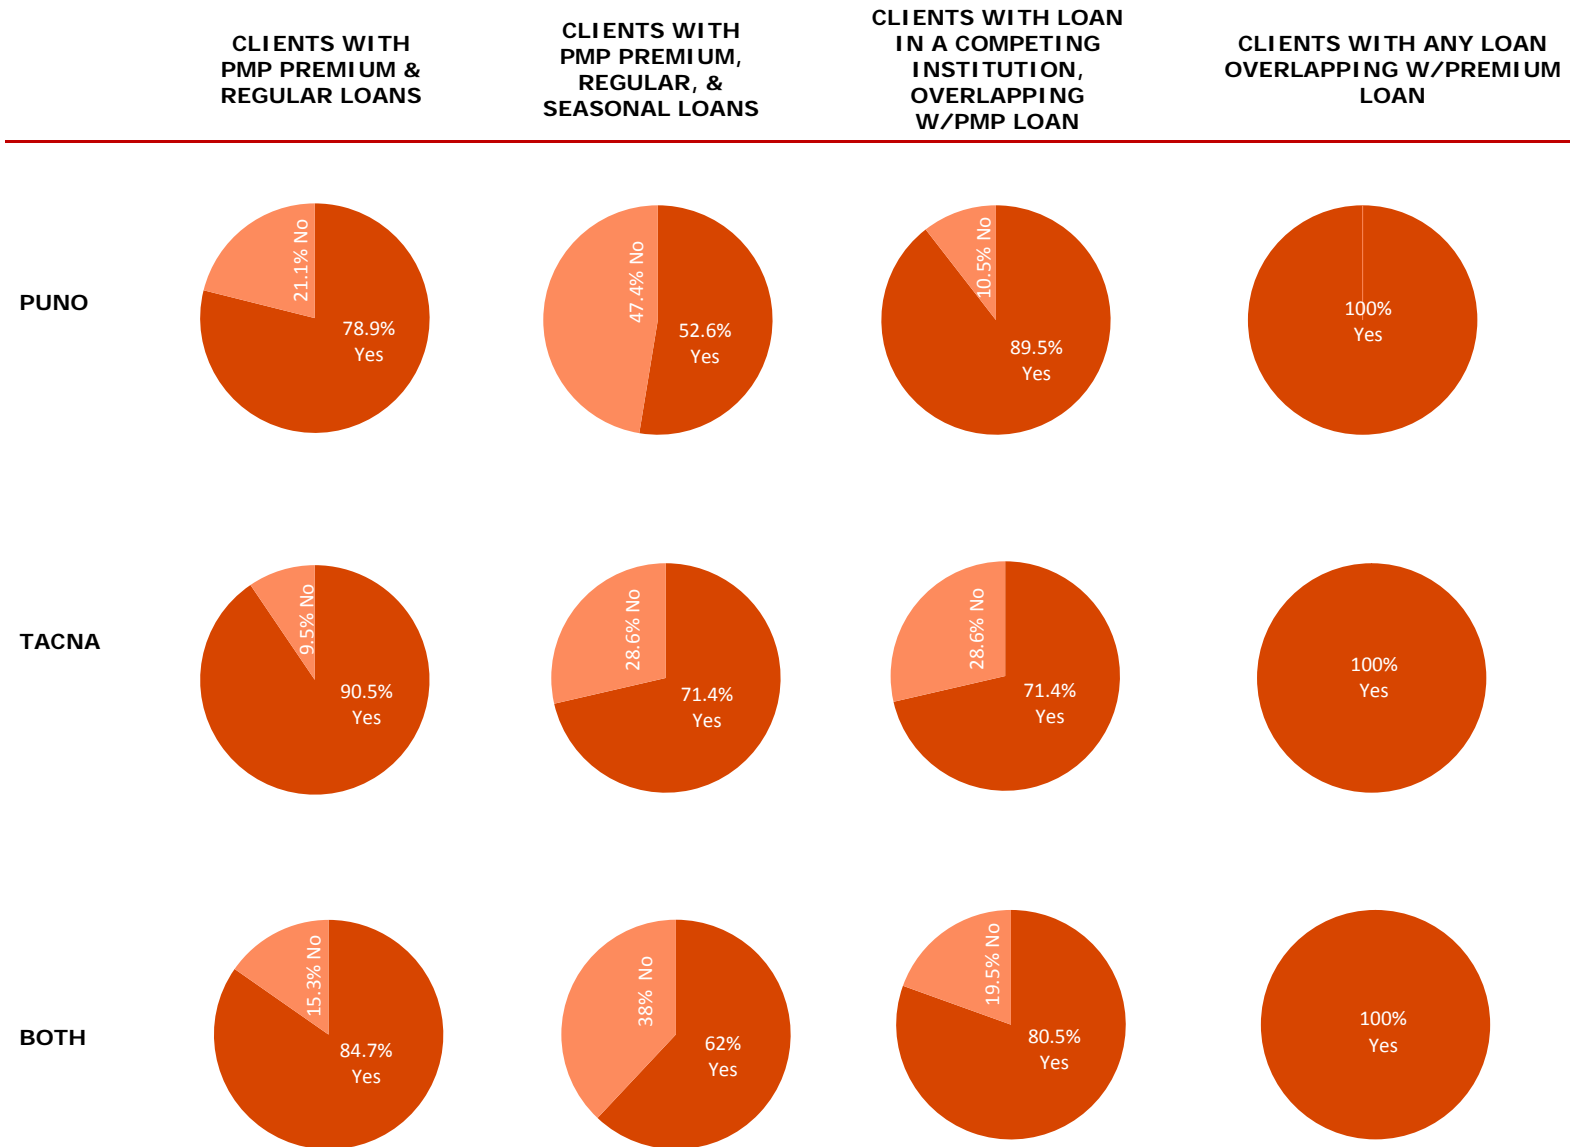 CLIENTS WITH
PMP PREMIUM &
REGULAR LOANS
CLIENTS WITH
PMP PREMIUM,
REGULAR, &
SEASONAL LOANS
CLIENTS WITH LOAN
IN A COMPETING
INSTITUTION,
OVERLAPPING
W/PMP LOAN
CLIENTS WITH ANY LOAN
OVERLAPPING W/PREMIUM
LOAN
PUNO
21.1% No
78.9%
Yes
47.4% No
52.6%
Yes
10.5% No
89.5%
Yes
100%
Yes
TACNA
9.5% No
90.5%
Yes
28.6% No
71.4%
Yes
28.6% No
71.4%
Yes
100%
Yes
BOTH
15.3% No
84.7%
Yes
38% No
62%
Yes
19.5% No
80.5%
Yes
100%
Yes